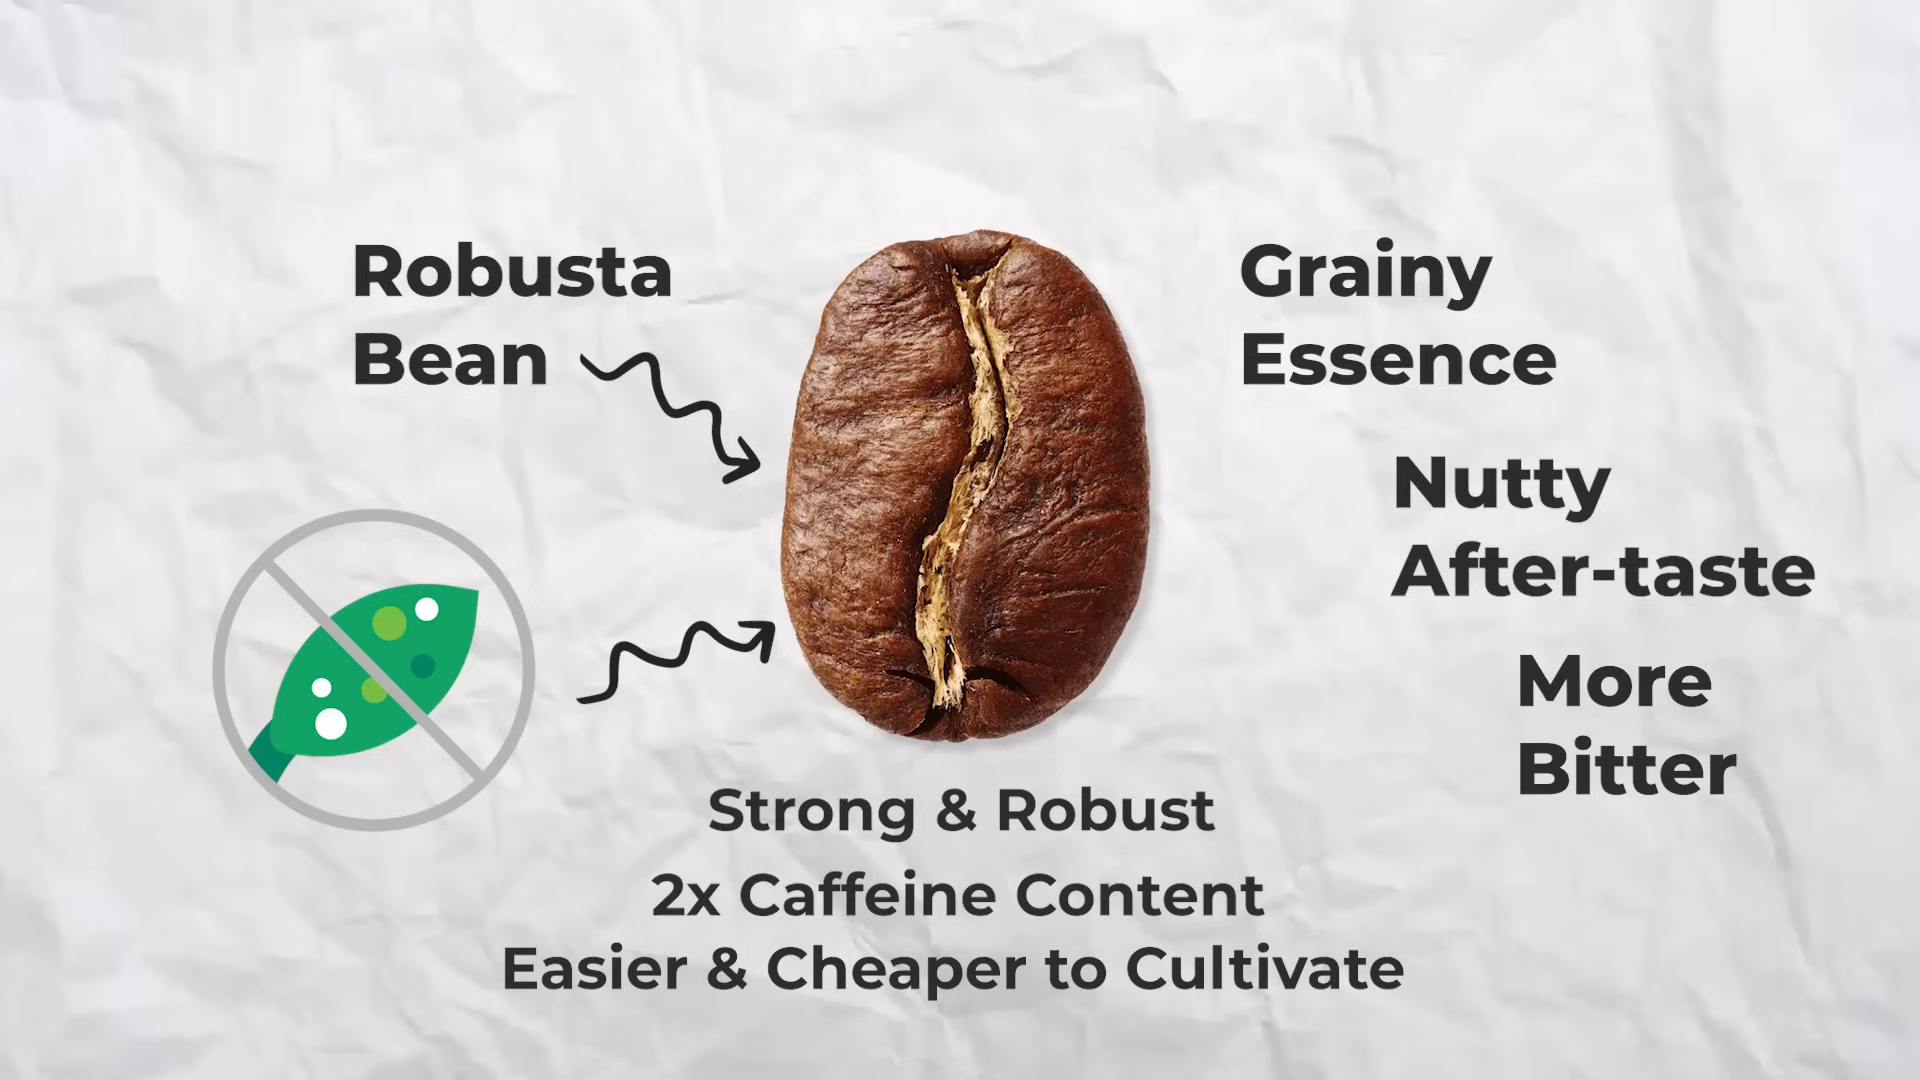 Robusta
Bean
Grainy
Essence
Nutty
After-taste
More
Bitter
Strong & Robust
2x Caffeine Content
Easier & Cheaper to Cultivate